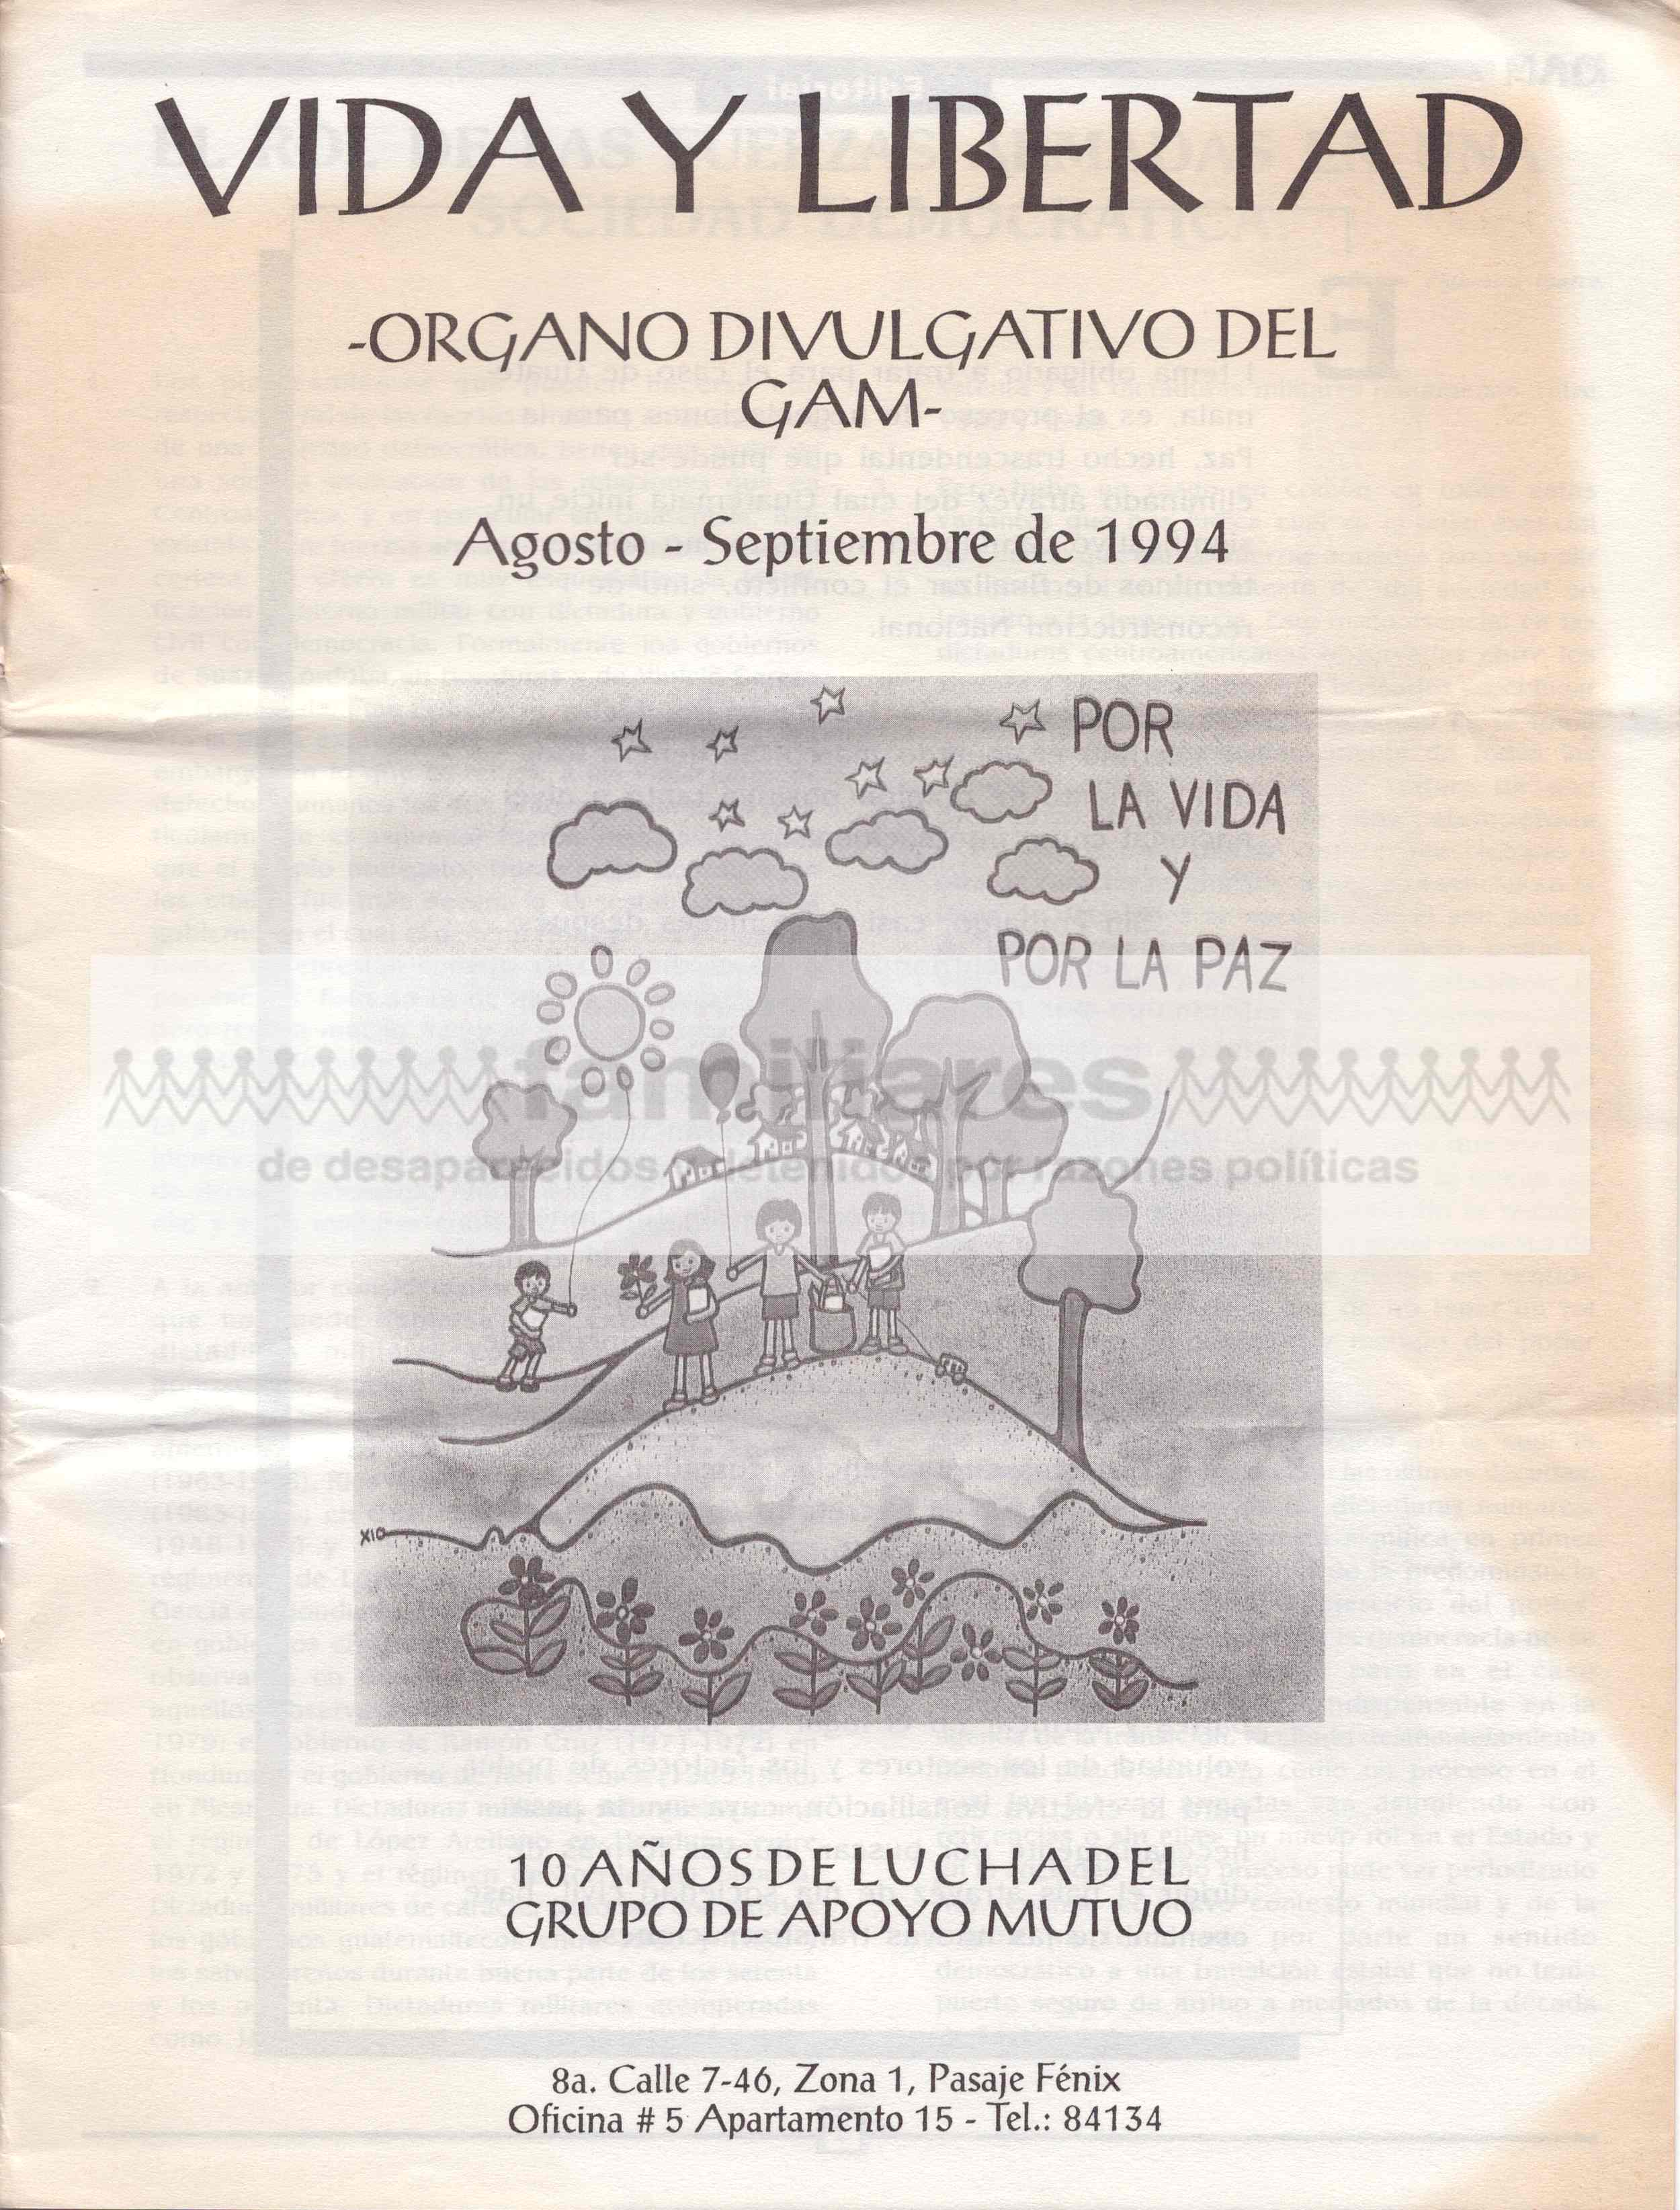 VIDA Y LIBERTAD
-ORGANO DIVULGATIVO DEL
GAM-
Agosto - Septiembre de 1994
POR
LA VIDA
Y
POR LA PAZ
familiares
de desaparecidos y detenidos por razones políticas
XIO
10 AÑOS DE LUCHA DEL
GRUPO DE APOYO MUTUO
8a. Calle 7-46, Zona 1, Pasaje Fénix
Oficina # 5 Apartamento 15 - Tel.: 84134